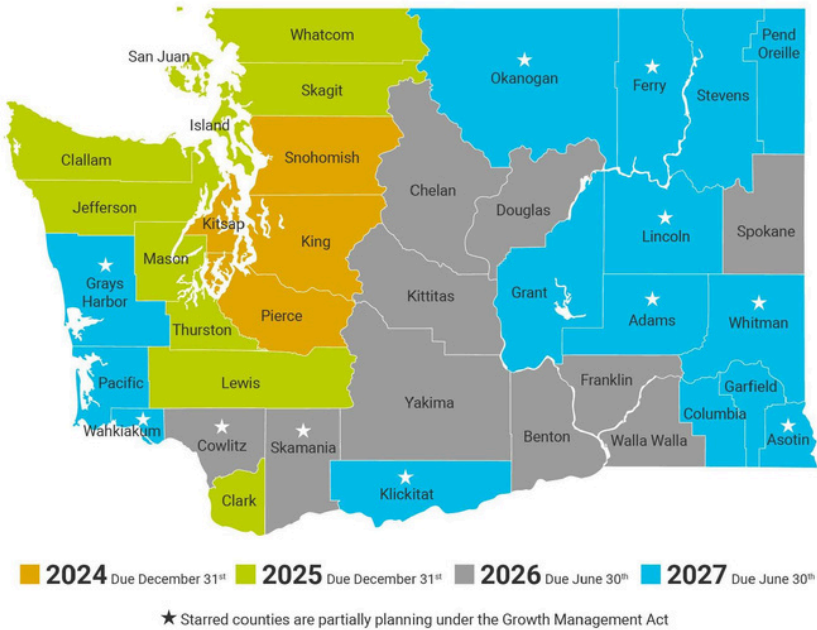 Whatcom
San Juan
Skagit
Island
Okanogan
Ferry
Stevens
Pend
Oreille
Clallam
Snohomish
Chelan
Jefferson
Kitsap
Douglas
Mason
King
Lincoln
Spokane
Grays
Harbor
Kittitas
Grant
Thurston
Pierce
Adams
Whitman
Pacific
Lewis
Yakima
Franklin
Garfield
Columbia
Wahkiakum
Cowlitz
Skamania
Benton
Walla Walla
Asotin
Clark
Klickitat
2024 Due December 31st
2025 Due December 31st
2026 Due June 30th
2027 Due June 30th
★ Starred counties are partially planning under the Growth Management Act